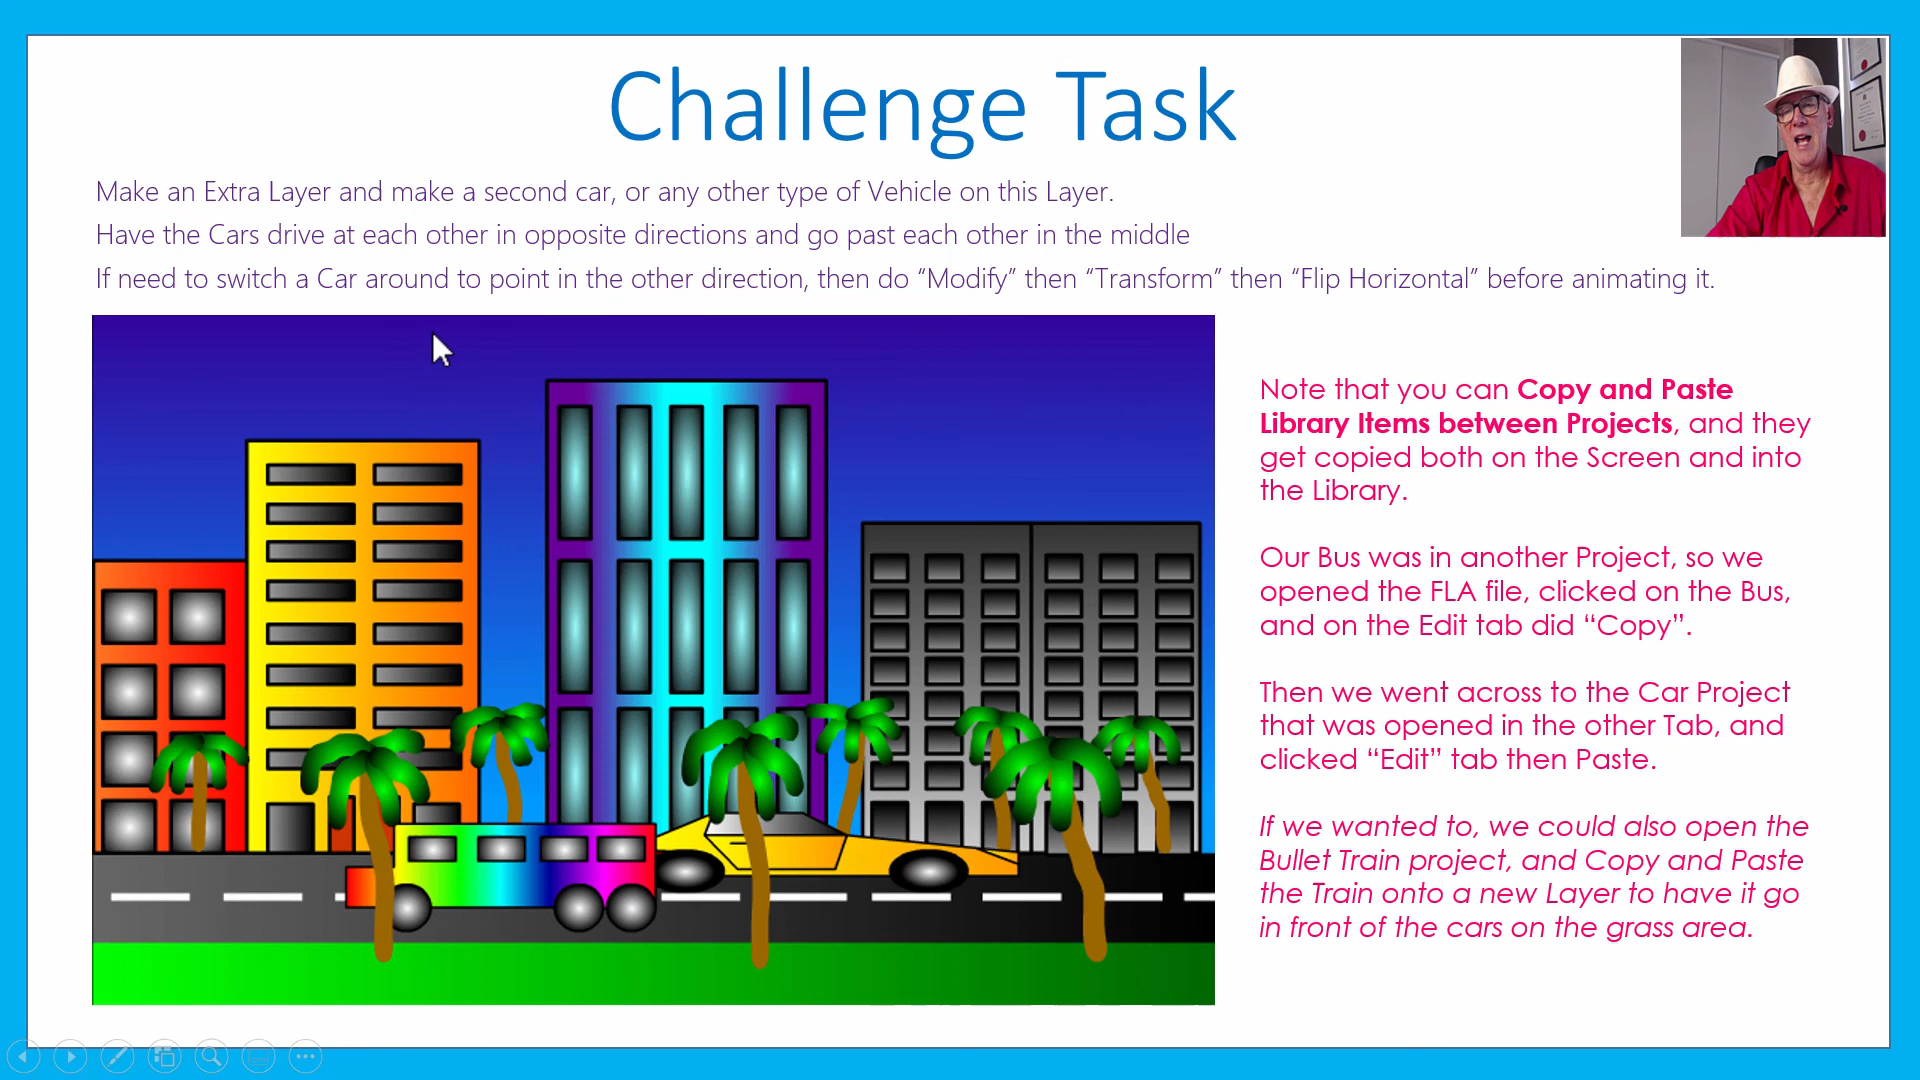 Challenge Task
Make an Extra Layer and make a second car, or any other type of Vehicle on this Layer.
Have the Cars drive at each other in opposite directions and go past each other in the middle
If need to switch a Car around to point in the other direction, then do “Modify” then “Transform” then “Flip Horizontal” before animating it.
Note that you can Copy and Paste
Library Items between Projects, and they
get copied both on the Screen and into
the Library.
Our Bus was in another Project, so we
opened the FLA file, clicked on the Bus,
and on the Edit tab did “Copy”.
Then we went across to the Car Project
that was opened in the other Tab, and
clicked “Edit” tab then Paste.
If we wanted to, we could also open the
Bullet Train project, and Copy and Paste
the Train onto a new Layer to have it go
in front of the cars on the grass area.